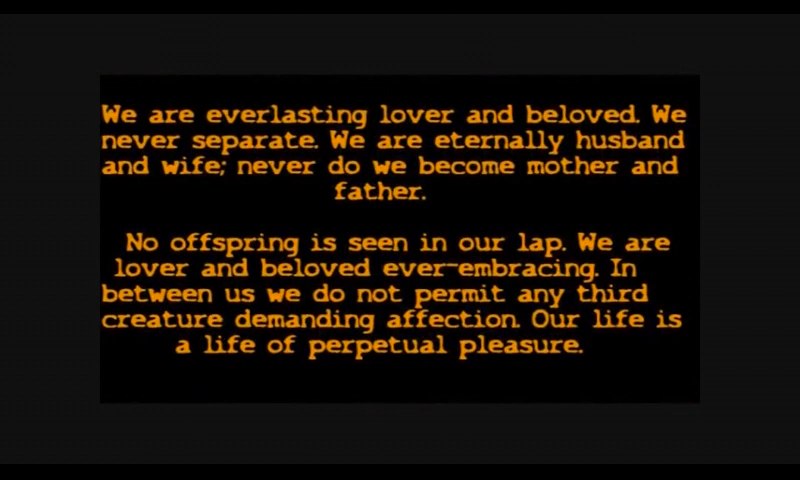 We are everlasting lover and beloved. We
never separate. We are eternally husband
and wife; never do we become mother and
father.
No offspring is seen in our lap. We are
lover and beloved ever-embracing. In
between us we do not permit any third
creature demanding affection. Our life is
a life of perpetual pleasure.